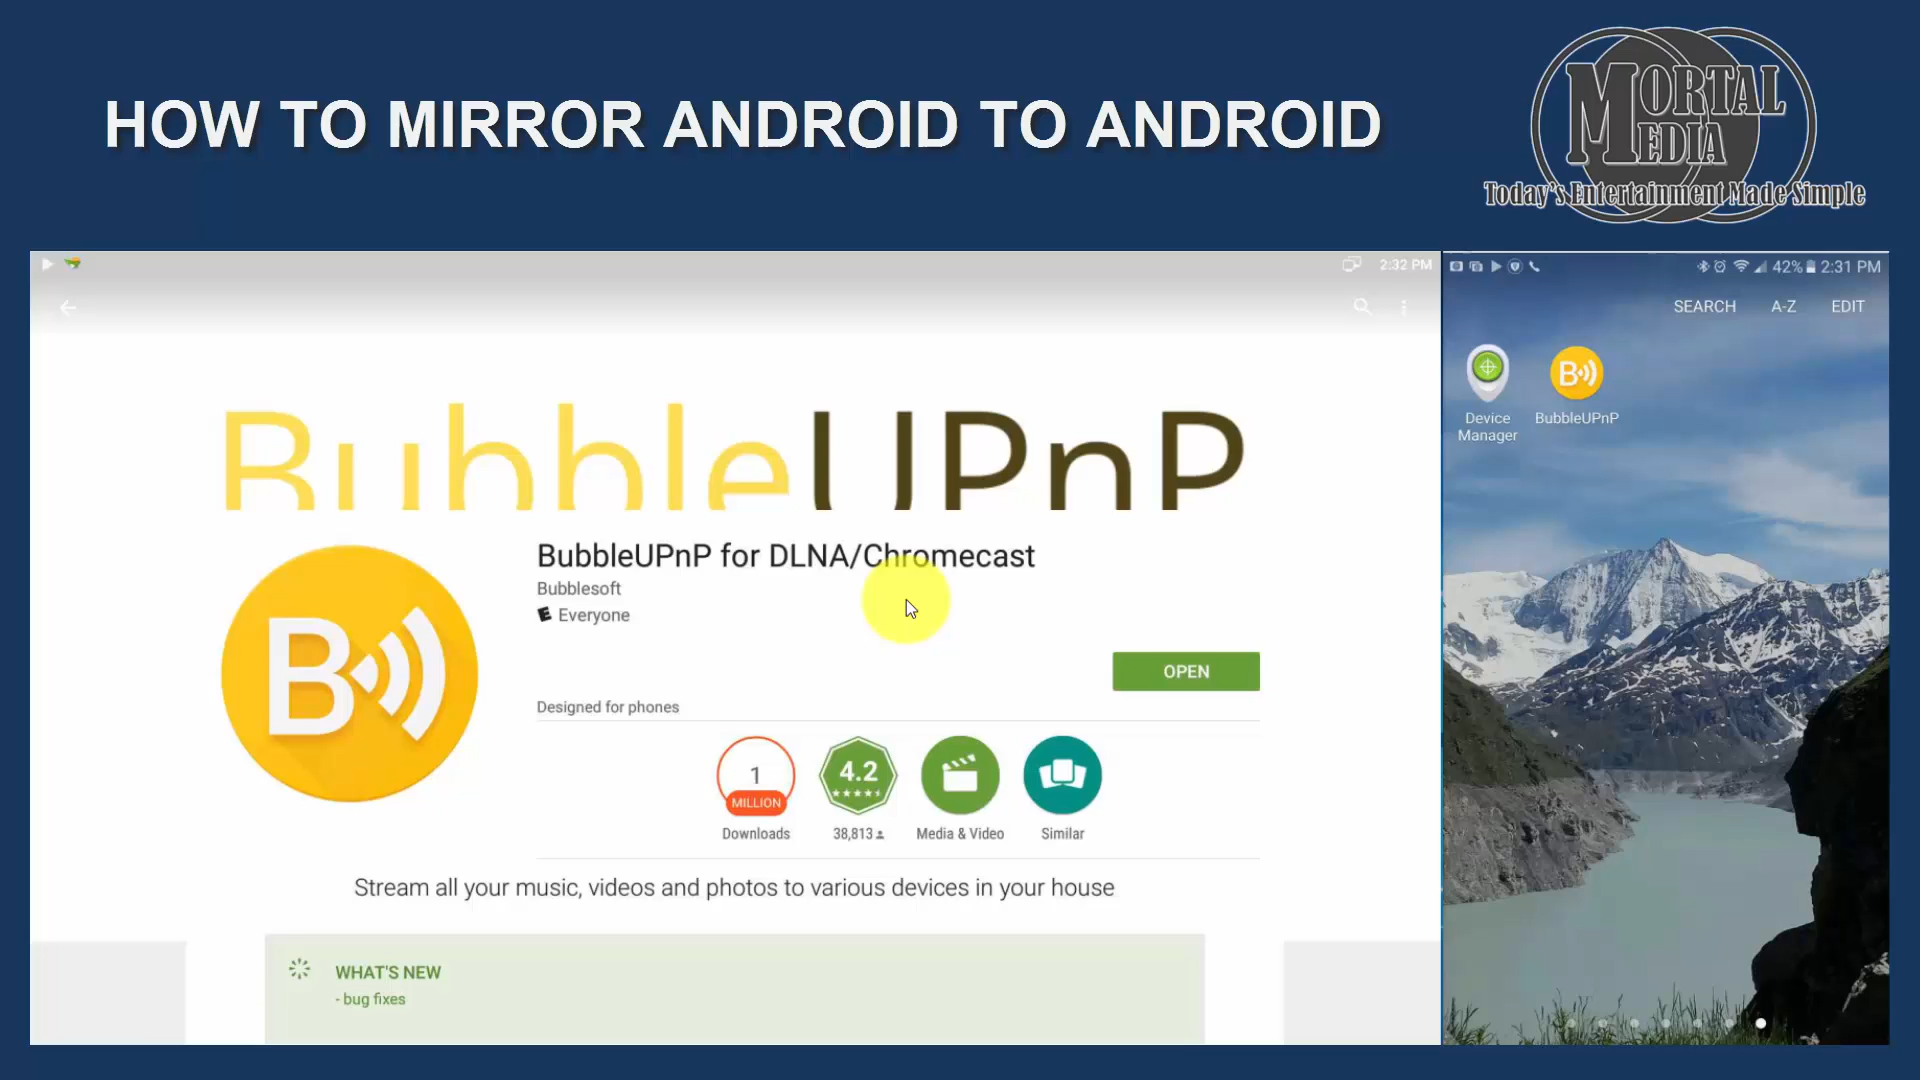 HOW TO MIRROR ANDROID TO ANDROID
MORTAL
MEDIA
Today's Entertainment Made Simple
2:32 PM
42% 2:31 PM
SEARCH A-Z EDIT
Device
Manager
BubbleUPnP
BubbleUPnP
BubbleUPnP for DLNA/Chromecast
Bubblesoft
E Everyone
B
OPEN
Designed for phones
1
MILLION
Downloads
4.2
38,813
Media & Video
Similar
Stream all your music, videos and photos to various devices in your house
WHAT'S NEW
- bug fixes
B